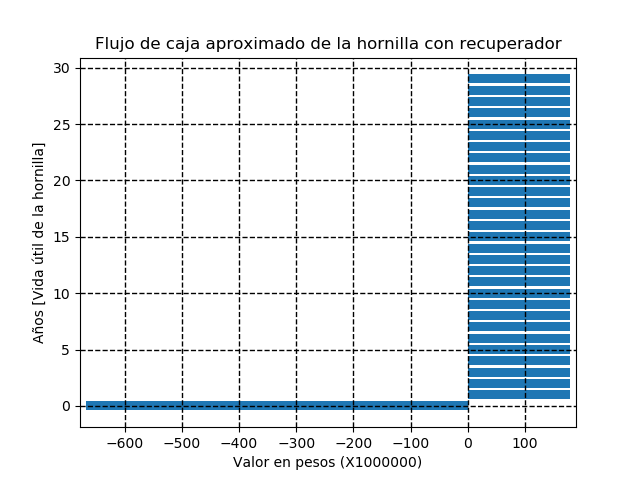 Flujo de caja aproximado de la hornilla con recuperador
30
25
20
15
10
5
0
Años [Vida útil de la hornilla]
−600 −500 −400 −300 −200 −100 0 100
Valor en pesos (X1000000)